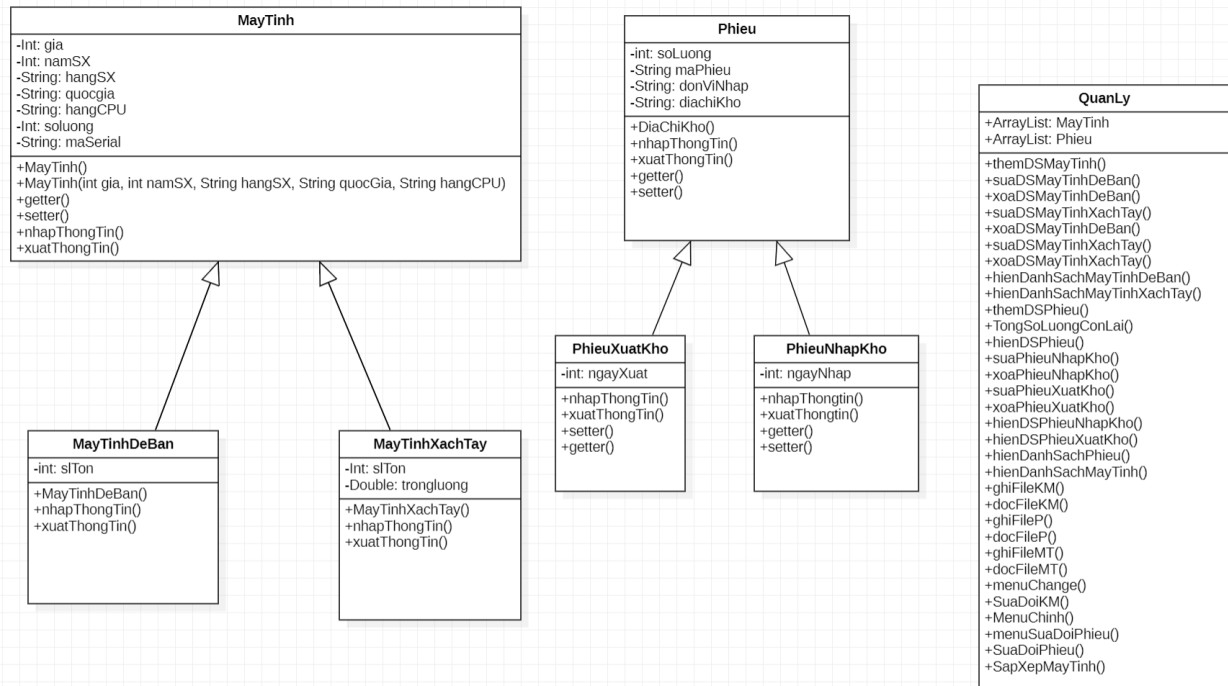 MayTinh
-Int: gia
-Int: namSX
-String: hangSX
-String: quocgia
-String: hangCPU
-Int: soluong
-String: maSerial
+MayTinh()
+MayTinh(int gia, int namSX, String hangSX, String quocGia, String hangCPU)
+getter()
+setter()
+nhapThongTin()
+xuatThongTin()
MayTinhDeBan
-int: slTon
+MayTinhDeBan()
+nhapThongTin()
+xuatThongTin()
MayTinhXachTay
-Int: slTon
-Double: trongluong
+MayTinhXachTay()
+nhapThongTin()
+xuatThongTin()
Phieu
-int: soLuong
-String maPhieu
-String: donViNhap
-String: diachiKho
+DiaChiKho()
+nhapThongTin()
+xuatThongTin()
+getter()
+setter()
PhieuXuatKho
-int: ngayXuat
+nhapThongTin()
+xuatThongTin()
+setter()
+getter()
PhieuNhapKho
-int: ngayNhap
+nhapThongtin()
+xuatThongtin()
+getter()
+setter()
QuanLy
+ArrayList: MayTinh
+ArrayList: Phieu
+themDSMayTinh()
+suaDSMayTinhDeBan()
+xoaDSMayTinhDeBan()
+suaDSMayTinhXachTay()
+xoaDSMayTinhDeBan()
+suaDSMayTinhXachTay()
+xoaDSMayTinhXachTay()
+hienDanhSachMayTinhDeBan()
+hienDanhSachMayTinhXachTay()
+themDSPhieu()
+TongSoLuongConLai()
+hienDSPhieu()
+suaPhieuNhapKho()
+xoaPhieuNhapKho()
+suaPhieuXuatKho()
+xoaPhieuXuatKho()
+hienDSPhieuNhapKho()
+hienDSPhieuXuatKho()
+hienDanhSachPhieu()
+hienDanhSachMayTinh()
+ghiFileKM()
+docFileKM()
+ghiFileP()
+docFileP()
+ghiFileMT()
+docFileMT()
+menuChange()
+SuaDoiKM()
+MenuChinh()
+menuSuaDoiPhieu()
+SuaDoiPhieu()
+SapXepMayTinh()